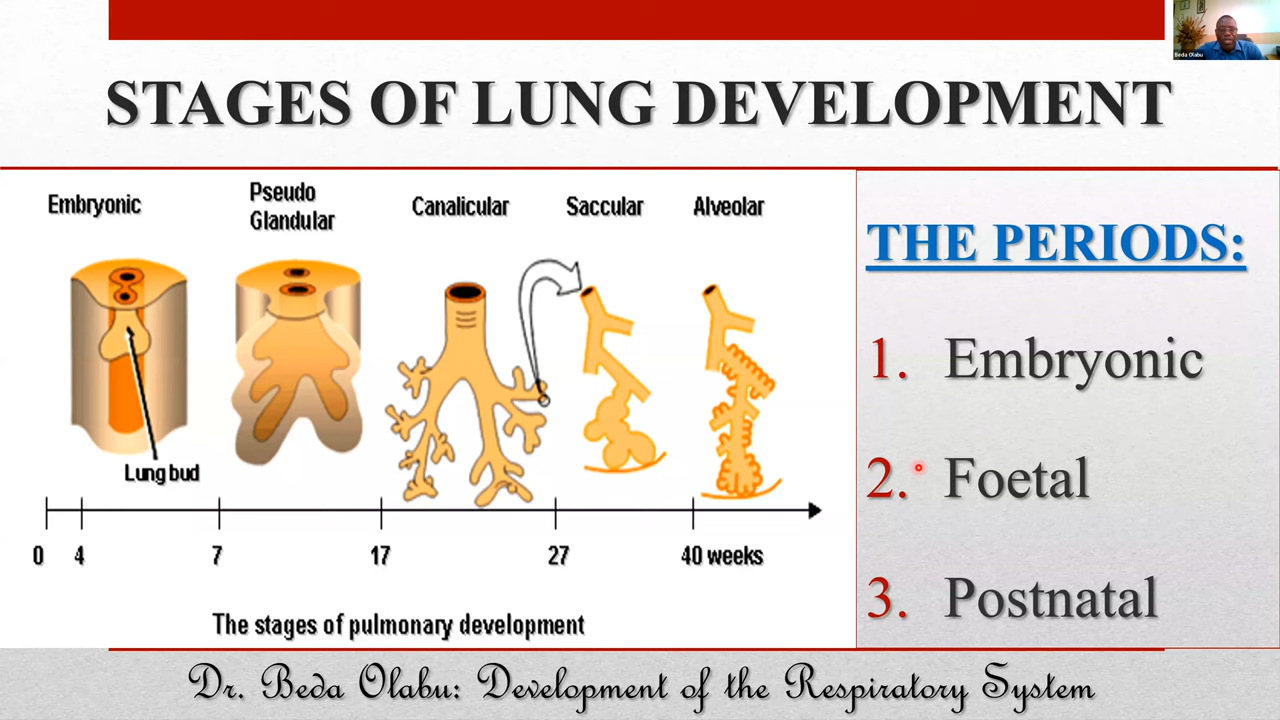 Beda Olabu
STAGES OF LUNG DEVELOPMENT
Embryonic
Pseudo
Glandular
Canalicular
Saccular
Alveolar
Lung bud
0 4 7 17 27 40 weeks
The stages of pulmonary development
THE PERIODS:
1. Embryonic
2. Foetal
3. Postnatal
Dr. Beda Olabu: Development of the Respiratory System